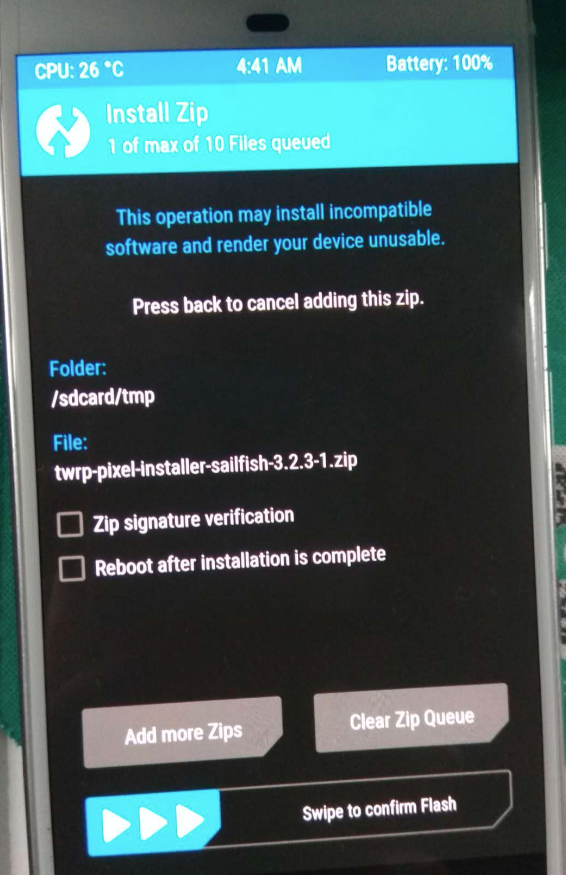 CPU: 26 °C 4:41 AM Battery: 100%
Install Zip
1 of max of 10 Files queued
This operation may install incompatible
software and render your device unusable.
Press back to cancel adding this zip.
Folder:
/sdcard/tmp
File:
twrp-pixel-installer-sailfish-3.2.3-1.zip
Zip signature verification
Reboot after installation is complete
Add more Zips Clear Zip Queue
Swipe to confirm Flash